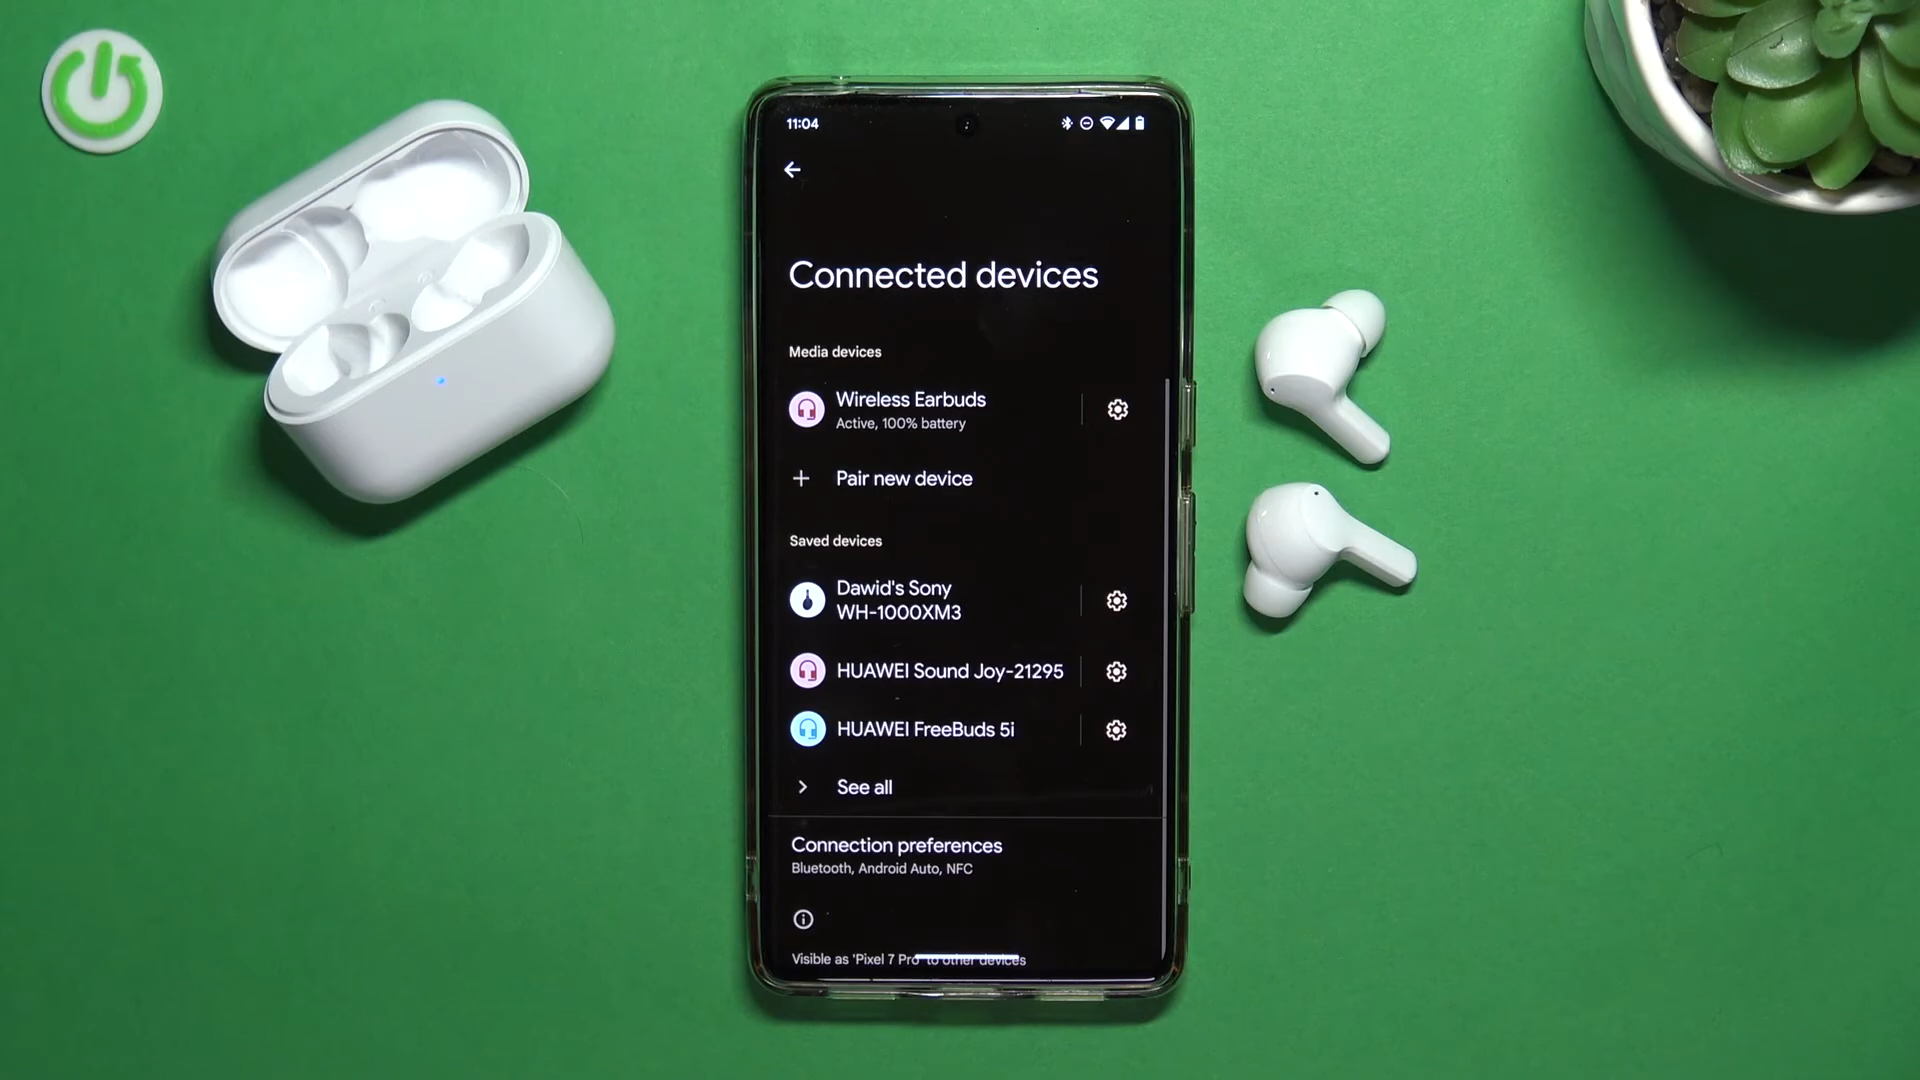 11:04
Connected devices
Media devices
Wireless Earbuds
Active, 100% battery
Pair new device
Saved devices
Dawid's Sony
WH-1000XM3
HUAWEI Sound Joy-21295
HUAWEI FreeBuds 5i
See all
Connection preferences
Bluetooth, Android Auto, NFC
Visible as 'Pixel 7 Pro' to other devices